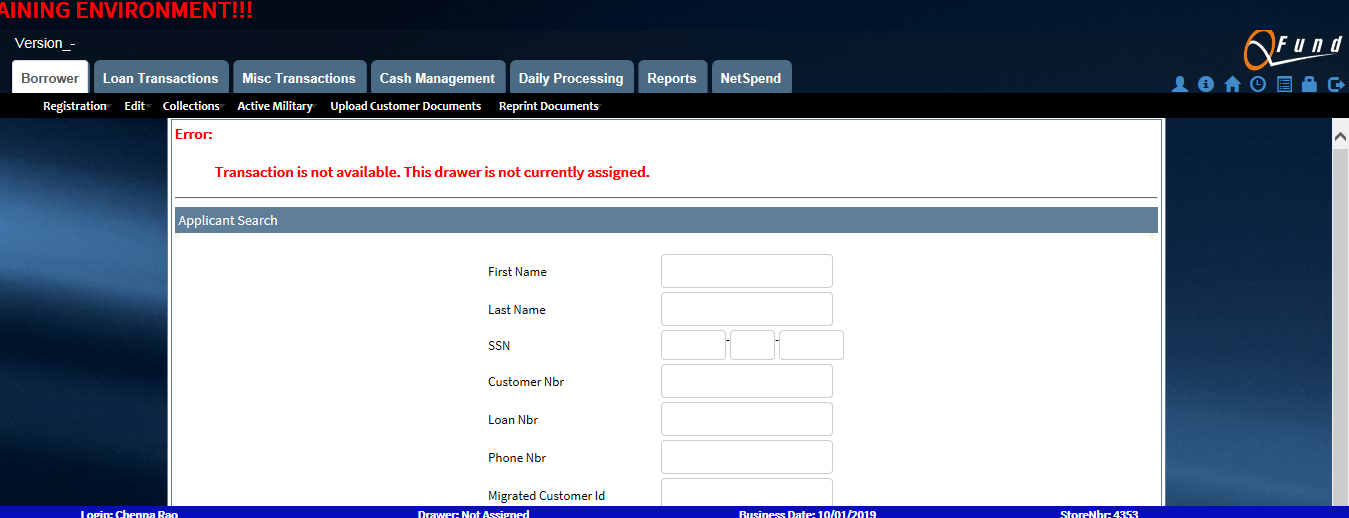 AINING ENVIRONMENT!!!
Version_-
QFund
Borrower Loan Transactions Misc Transactions Cash Management Daily Processing Reports NetSpend
Registration Edit Collections Active Military Upload Customer Documents Reprint Documents
Error:
Transaction is not available. This drawer is not currently assigned.
Applicant Search
First Name
Last Name
SSN - -
Customer Nbr
Loan Nbr
Phone Nbr
Migrated Customer Id
Login: Chenna Rao Drawer: Not Assigned Business Date: 10/01/2019 StoreNbr: 4353